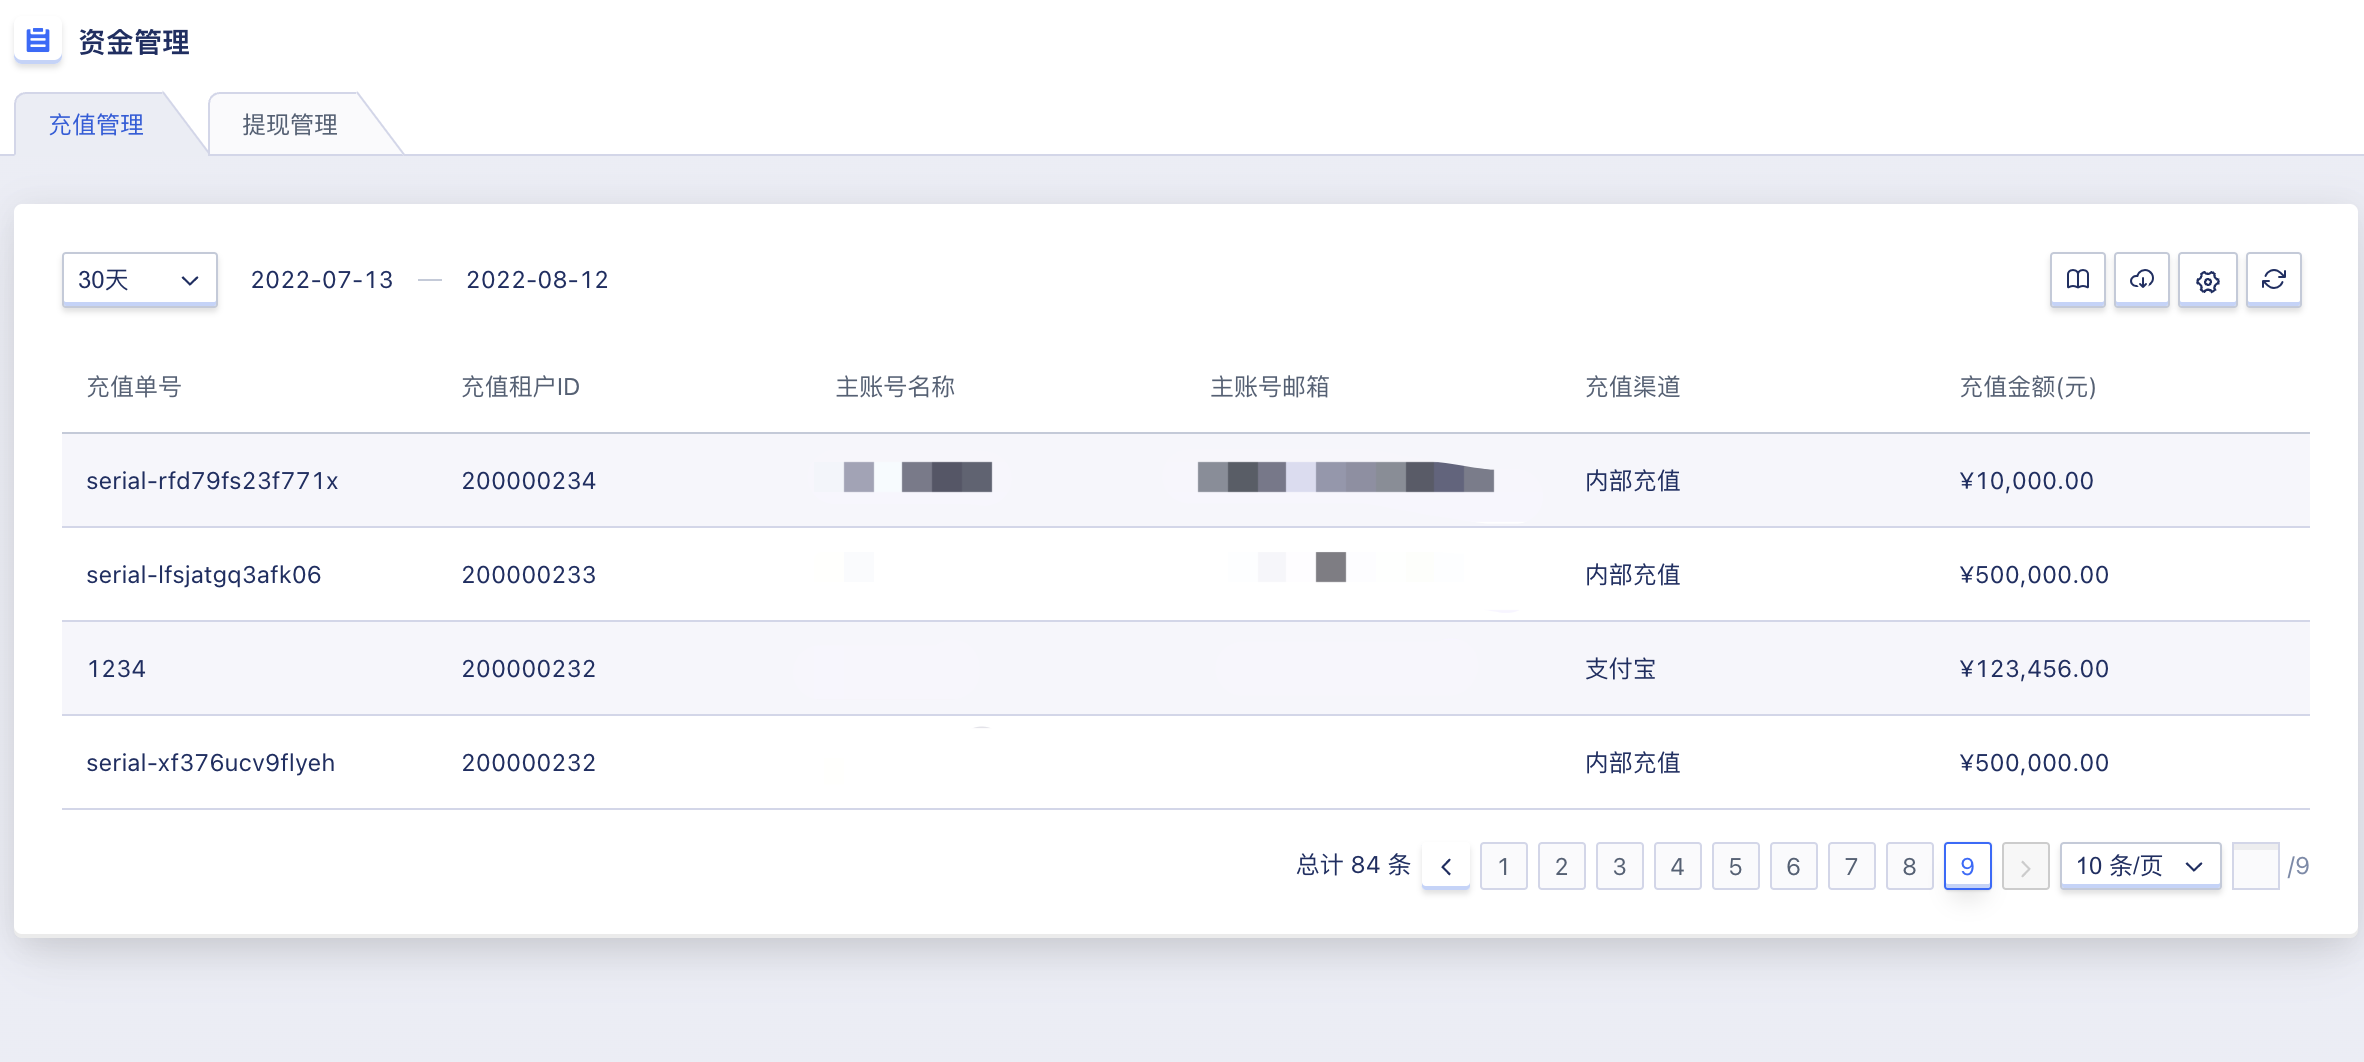 资金管理
充值管理 提现管理
30天 2022-07-13 — 2022-08-12
充值单号 充值租户ID 主账号名称 主账号邮箱 充值渠道 充值金额(元)
serial-rfd79fs23f771x 200000234 内部充值 ¥10,000.00
serial-lfsjatgq3afk06 200000233 内部充值 ¥500,000.00
1234 200000232 支付宝 ¥123,456.00
serial-xf376ucv9flyeh 200000232 内部充值 ¥500,000.00
总计 84 条 1 2 3 4 5 6 7 8 9 10 条/页 /9